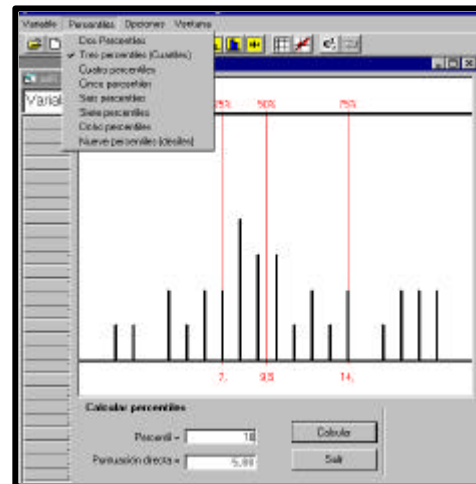 Variable Percentiles Opciones Ventana
Dos Percentiles
Tres percentiles (Cuartiles)
Cuatro percentiles
Cinco percentiles
Seis percentiles
Siete percentiles
Ocho percentiles
Nueve percentiles (deciles)
Variabl
25% 50% 75%
7, 9,5 14,
Calcular percentiles
Percentil = 10
Calcular
Puntuación directa = 5,00
Salir